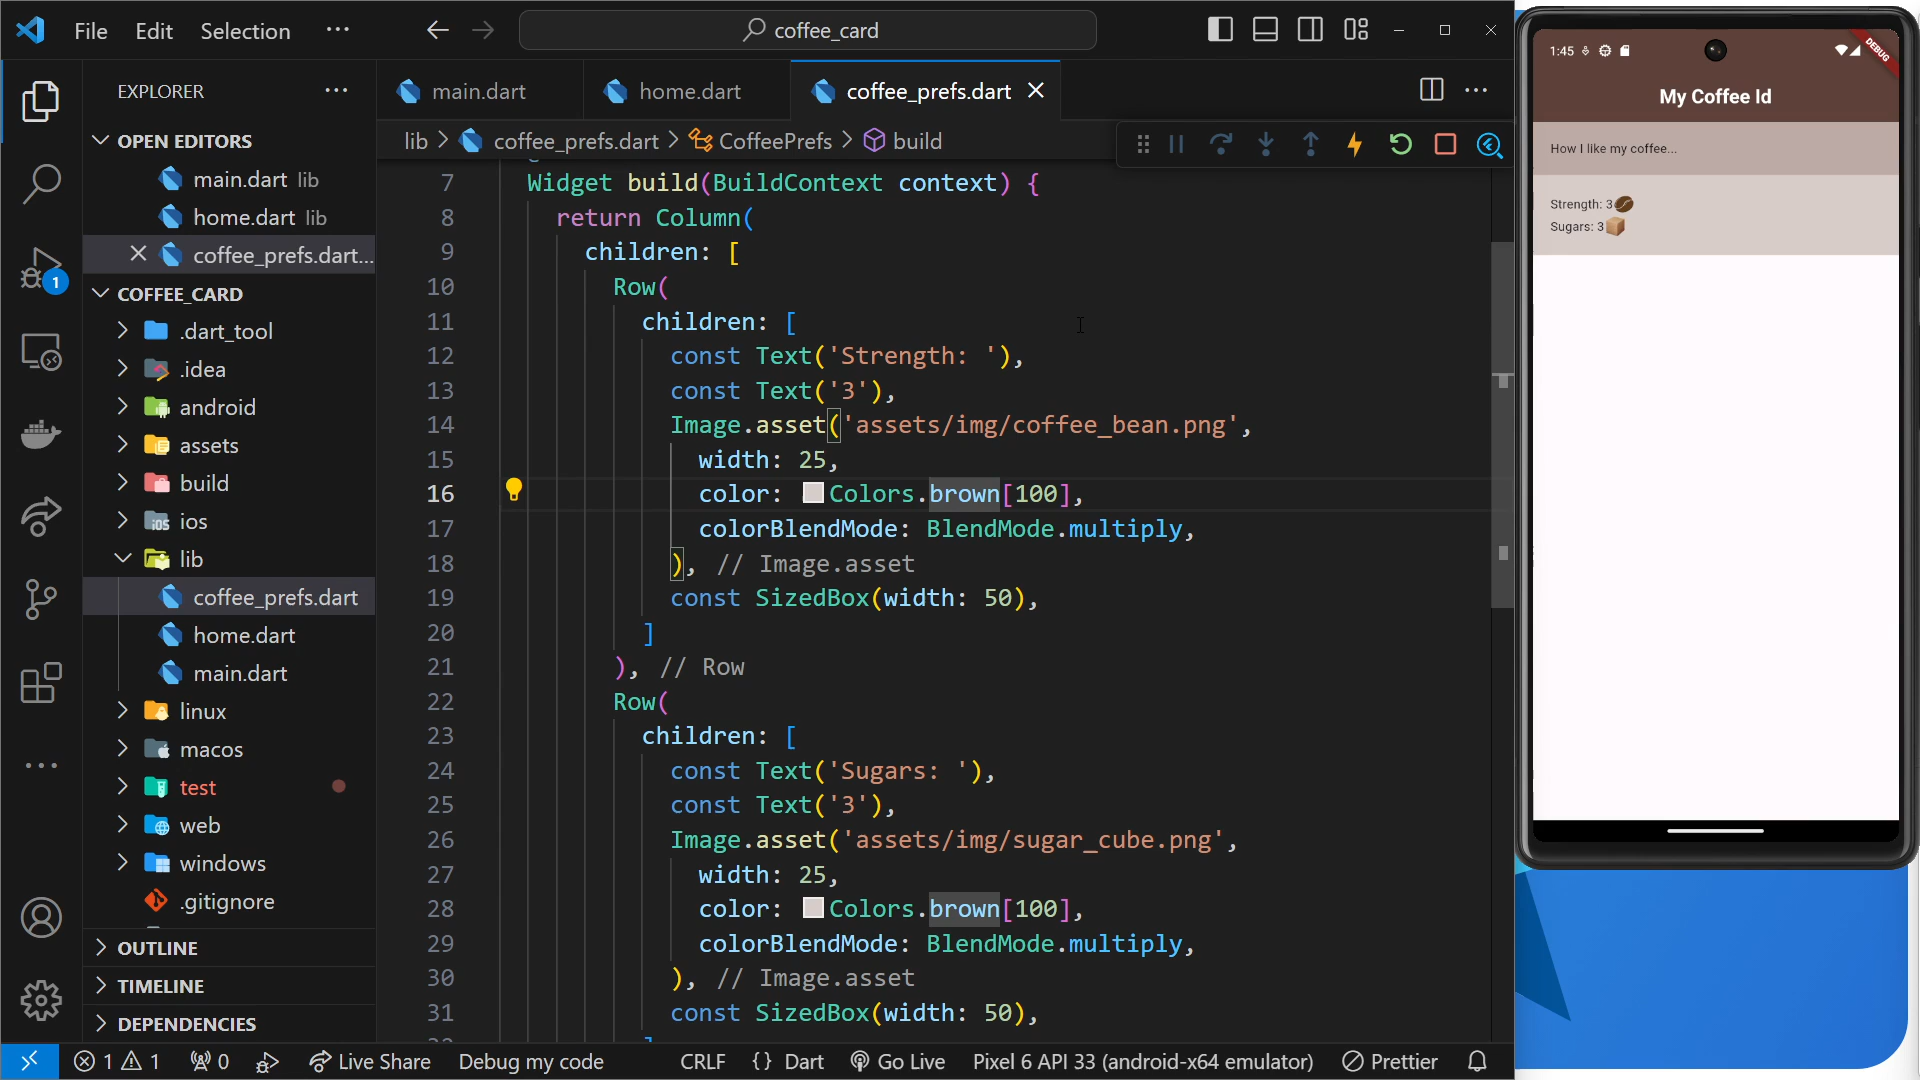 File Edit Selection ···
coffee_card
EXPLORER
OPEN EDITORS
main.dart lib
home.dart lib
coffee_prefs.dart...
COFFEE_CARD
.dart_tool
.idea
android
assets
build
ios
lib
coffee_prefs.dart
home.dart
main.dart
linux
macos
test
web
windows
.gitignore
OUTLINE
TIMELINE
DEPENDENCIES
1
main.dart home.dart coffee_prefs.dart
lib > coffee_prefs.dart > CoffeePrefs > build
7 Widget build(BuildContext context) {
8 return Column(
9 children: [
10 Row(
11 children: [
12 const Text('Strength: '),
13 const Text('3'),
14 Image.asset('assets/img/coffee_bean.png',
15 width: 25,
16 color: Colors.brown[100],
17 colorBlendMode: BlendMode.multiply,
18 ), // Image.asset
19 const SizedBox(width: 50),
20 ]
21 ), // Row
22 Row(
23 children: [
24 const Text('Sugars: '),
25 const Text('3'),
26 Image.asset('assets/img/sugar_cube.png',
27 width: 25,
28 color: Colors.brown[100],
29 colorBlendMode: BlendMode.multiply,
30 ), // Image.asset
31 const SizedBox(width: 50),
1 1 0 Live Share Debug my code CRLF {} Dart Go Live Pixel 6 API 33 (android-x64 emulator) Prettier
1:45
DEBUG
My Coffee Id
How I like my coffee...
Strength: 3
Sugars: 3